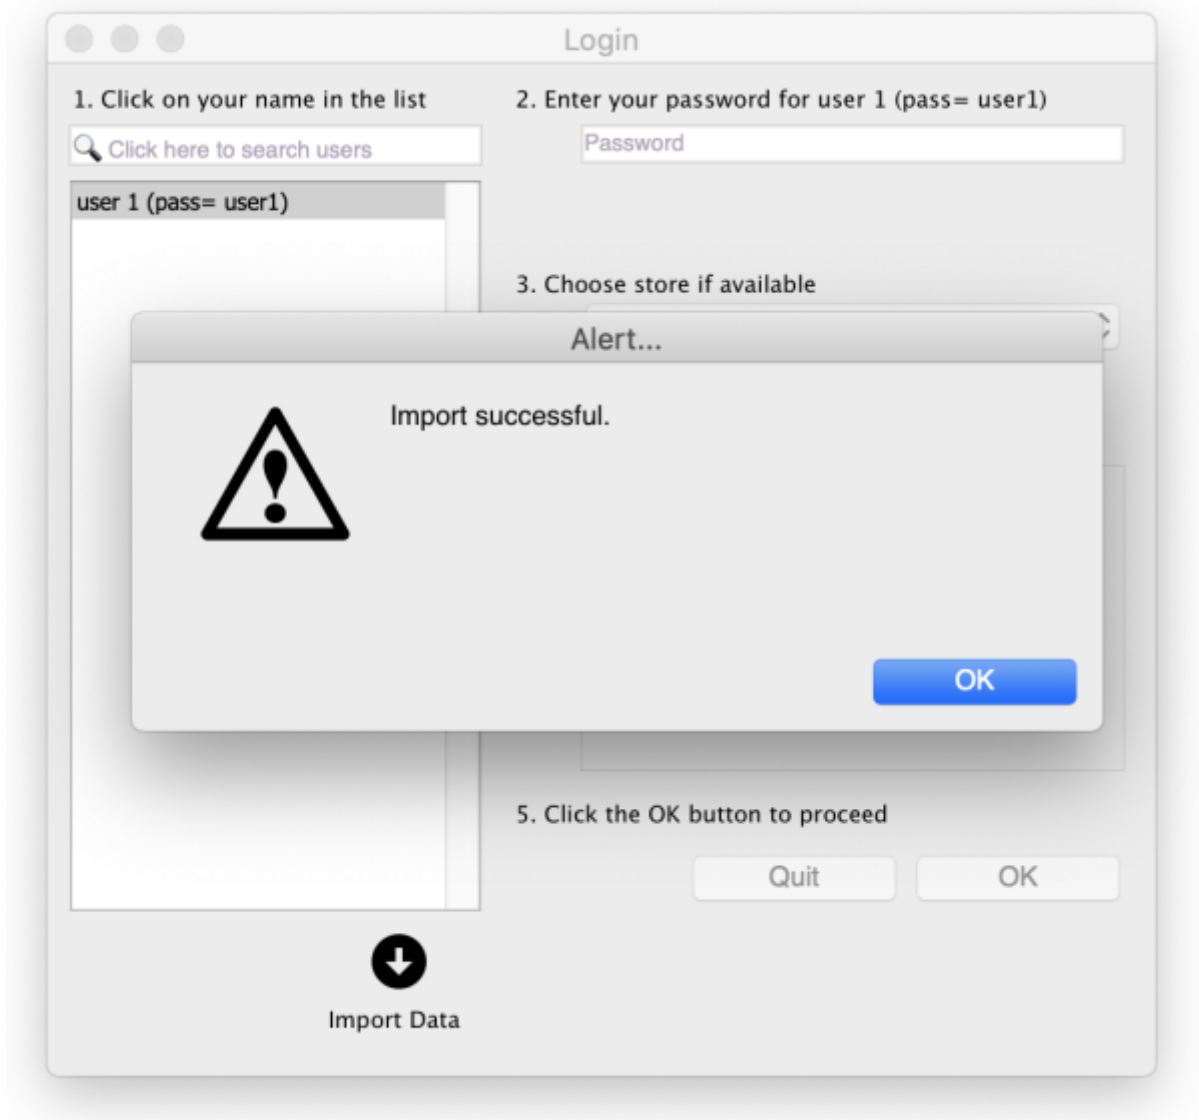 Login
1. Click on your name in the list
Click here to search users
user 1 (pass= user1)
2. Enter your password for user 1 (pass= user1)
Password
3. Choose store if available
Alert...
Import successful.
OK
5. Click the OK button to proceed
Quit
OK
Import Data